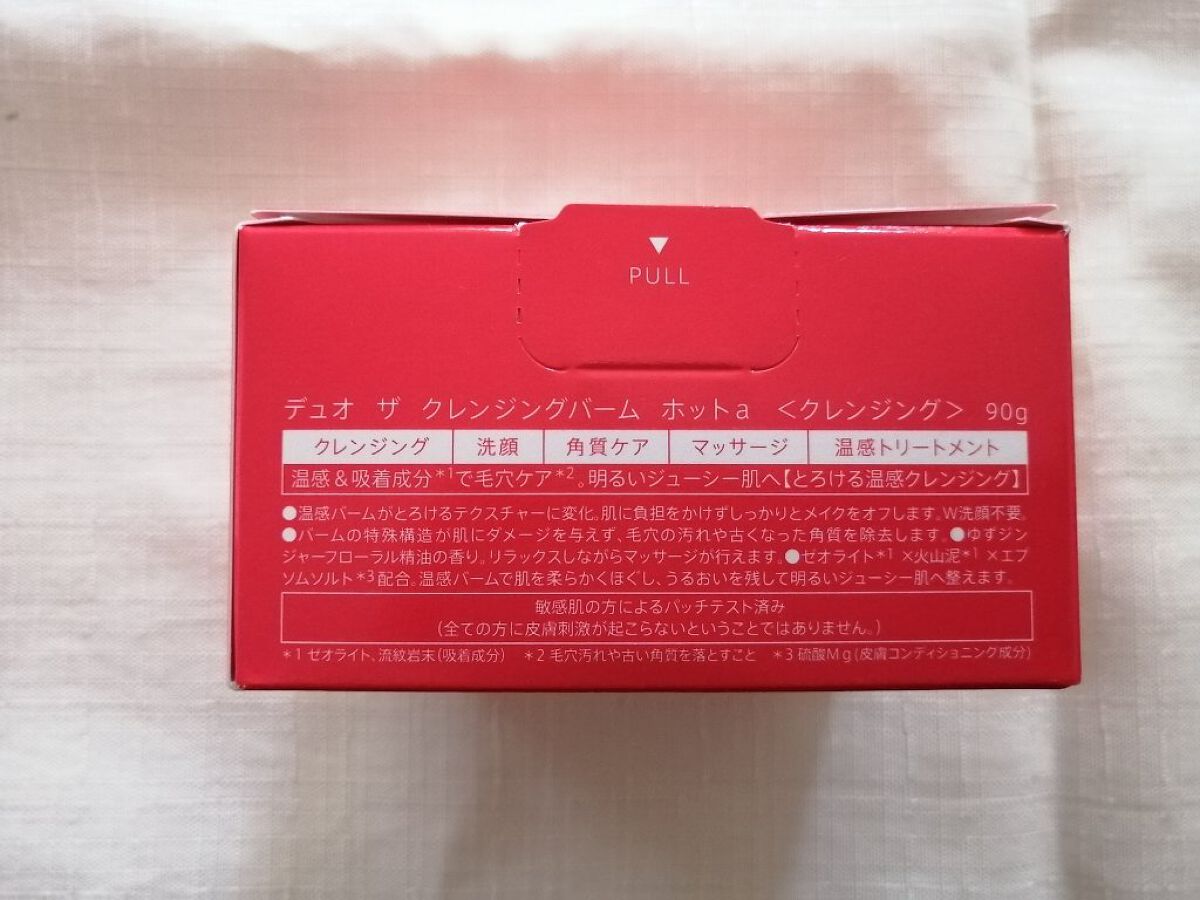 ▼
PULL
デュオ ザ クレンジングバーム ホットa <クレンジング> 90g
クレンジング 洗顔 角質ケア マッサージ 温感トリートメント
温感&吸着成分*1で毛穴ケア*2。明るいジューシー肌へ【とろける温感クレンジング】
●温感バームがとろけるテクスチャーに変化。肌に負担をかけずしっかりとメイクをオフします。W洗顔不要。
●バームの特殊構造が肌にダメージを与えず、毛穴の汚れや古くなった角質を除去します。●ゆずジン
ジャーフローラル精油の香り。リラックスしながらマッサージが行えます。●ゼオライト*1×火山泥*1×エプ
ソムソルト*3配合。温感バームで肌を柔らかくほぐし、うるおいを残して明るいジューシー肌へ整えます。
敏感肌の方によるパッチテスト済み
(全ての方に皮膚刺激が起こらないということではありません。)
*1 ゼオライト、流紋岩末(吸着成分) *2 毛穴汚れや古い角質を落とすこと *3 硫酸Mg(皮膚コンディショニング成分)